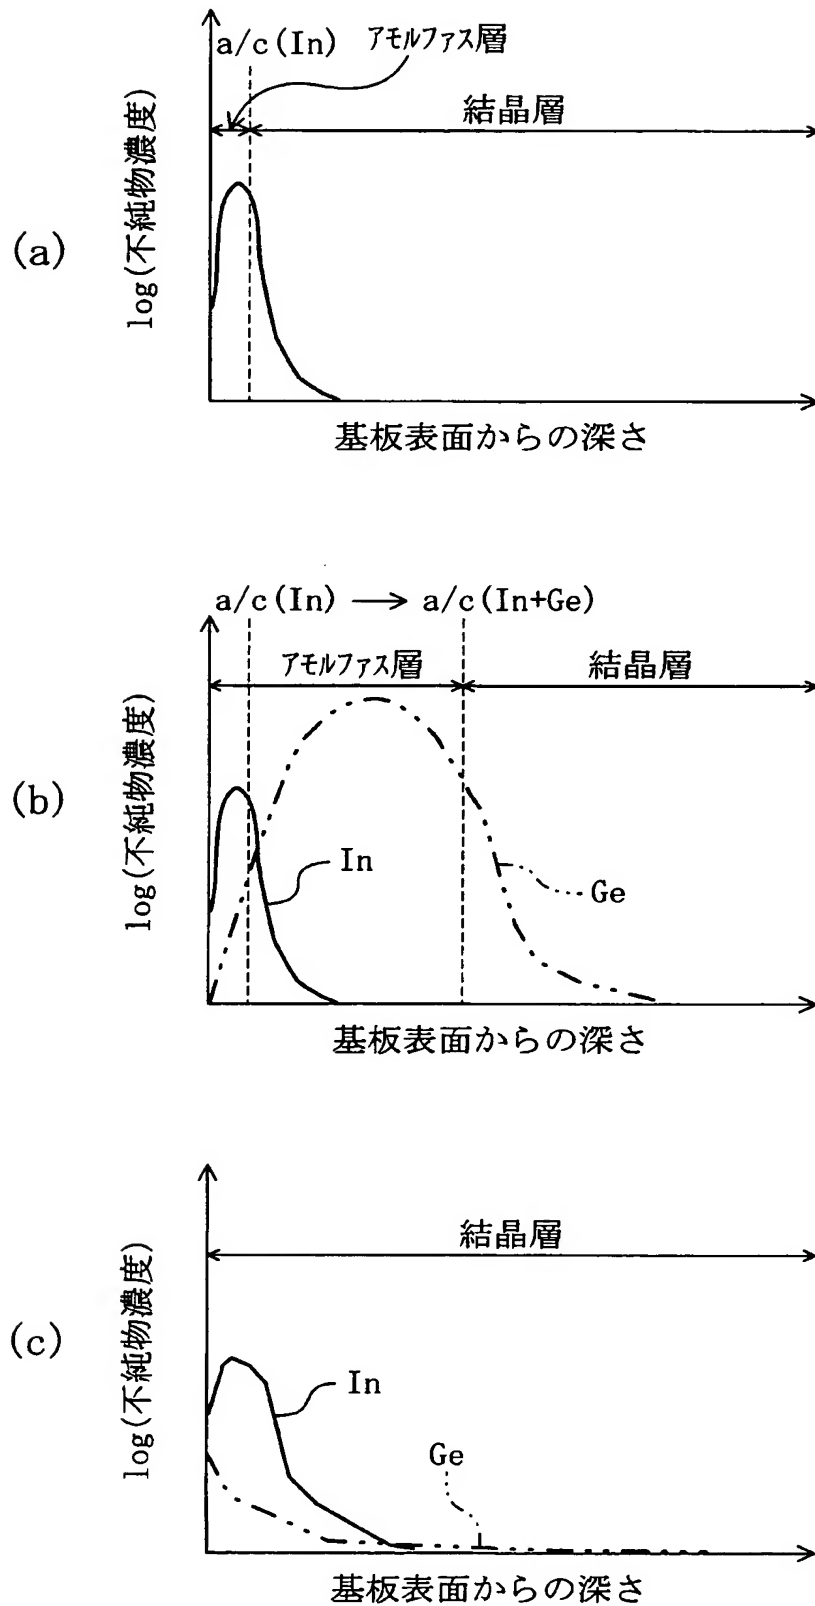 a/c(In) アモルファス層
結晶層
log(不純物濃度)
(a)
基板表面からの深さ
a/c(In) → a/c(In+Ge)
アモルファス層 結晶層
log(不純物濃度)
(b)
In
Ge
基板表面からの深さ
結晶層
log(不純物濃度)
(c)
In
Ge
基板表面からの深さ